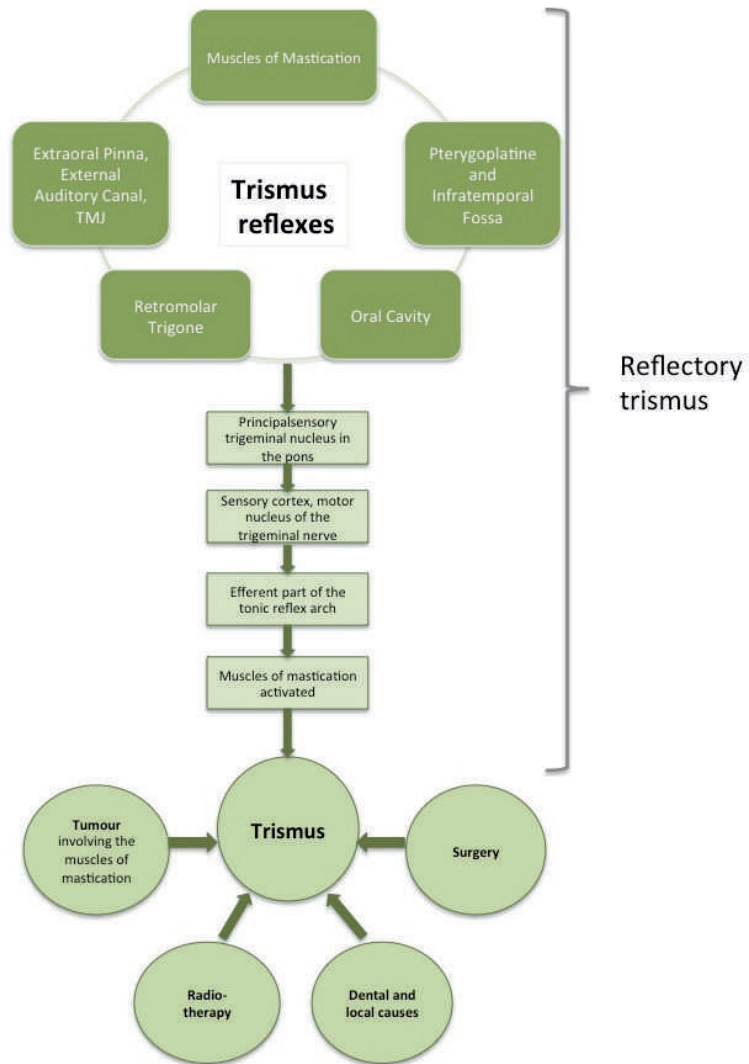 Muscles of Mastication
Extraoral Pinna,
External
Auditory Canal,
TMJ
Trismus
reflexes
Pterygoplatine
and
Infratemporal
Fossa
Retromolar
Trigone
Oral Cavity
Reflectory
trismus
Principalsensory
trigeminal nucleus in
the pons
Sensory cortex, motor
nucleus of the
trigeminal nerve
Efferent part of the
tonic reflex arch
Muscles of mastication
activated
Tumour
involving the
muscles of
mastication
Trismus
Surgery
Radio-
therapy
Dental and
local causes